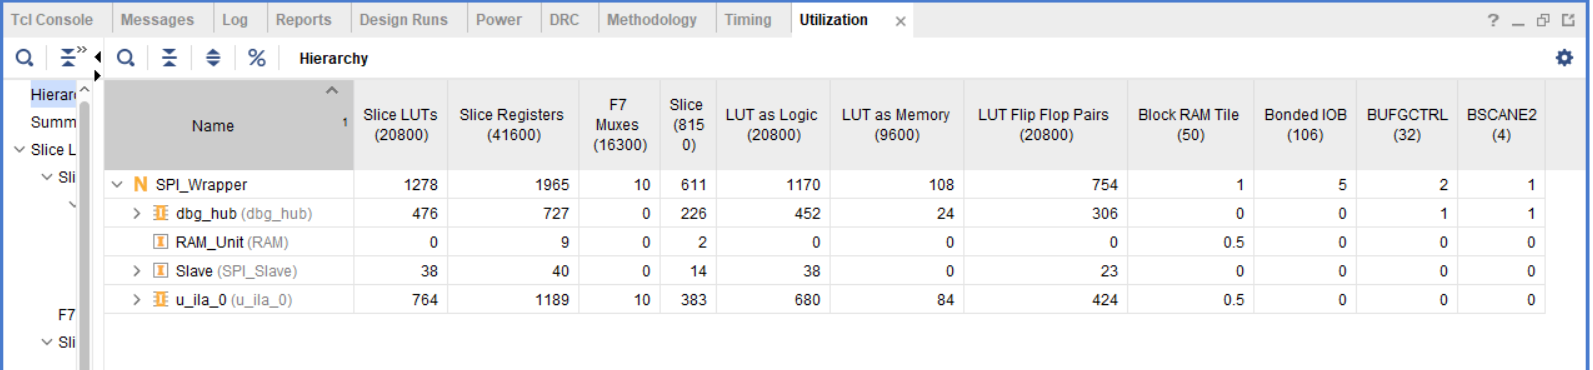 Tcl Console Messages Log Reports Design Runs Power DRC Methodology Timing Utilization × ?
» % Hierarchy
Hierar
Summ
Slice L
Sli
F7
Sli
Name 1 Slice LUTs (20800) Slice Registers (41600) F7 Muxes (16300) Slice (8150) LUT as Logic (20800) LUT as Memory (9600) LUT Flip Flop Pairs (20800) Block RAM Tile (50) Bonded IOB (106) BUFGCTRL (32) BSCANE2 (4)
N SPI_Wrapper 1278 1965 10 611 1170 108 754 1 5 2 1
dbg_hub (dbg_hub) 476 727 0 226 452 24 306 0 0 1 1
I RAM_Unit (RAM) 0 9 0 2 0 0 0 0.5 0 0 0
I Slave (SPI_Slave) 38 40 0 14 38 0 23 0 0 0 0
u_ila_0 (u_ila_0) 764 1189 10 383 680 84 424 0.5 0 0 0